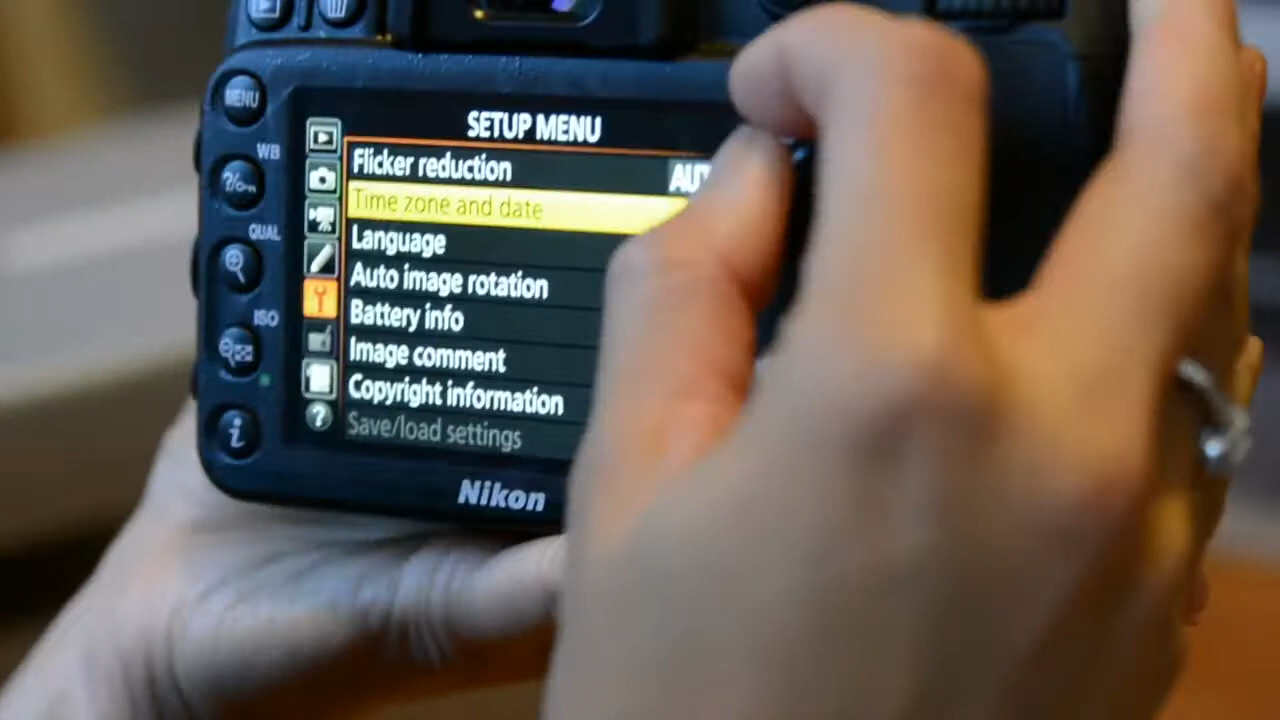 MENU
SETUP MENU
WB
Flicker reduction
Time zone and date
QUAL
Language
Auto image rotation
ISO
Battery info
Image comment
Copyright information
Save/load settings
i
Nikon